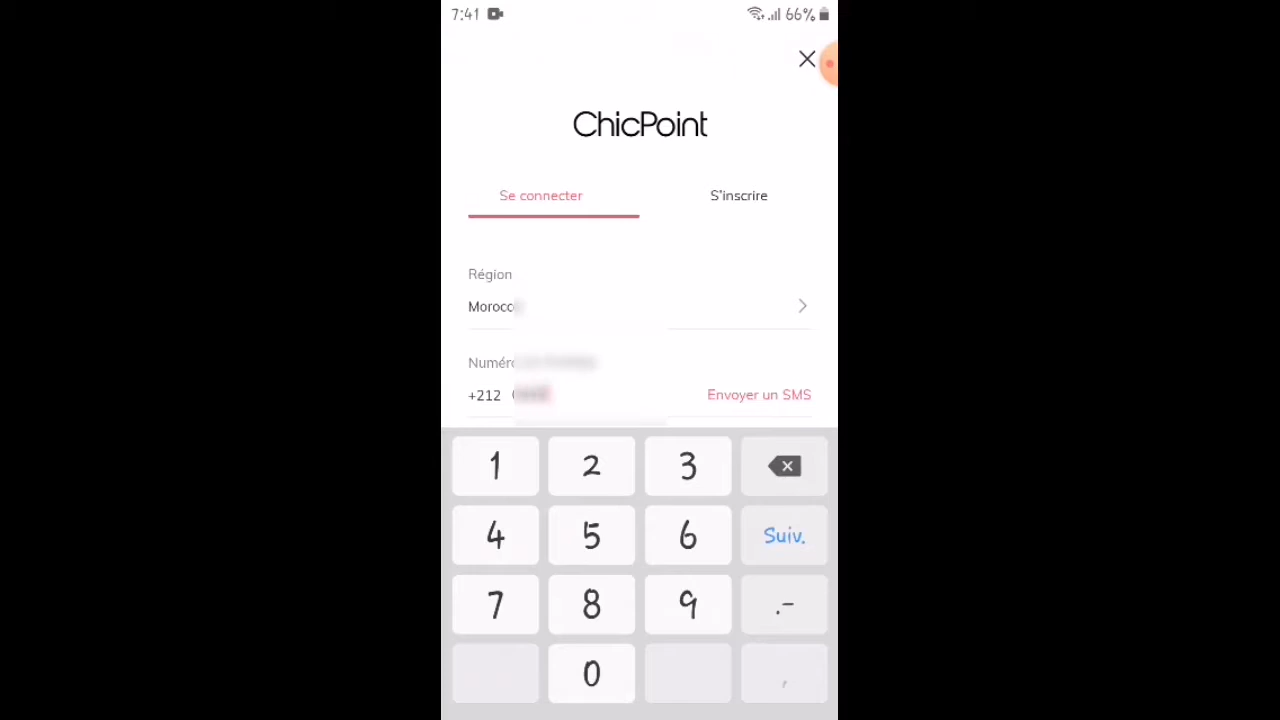 7:41 66%
ChicPoint
Se connecter S'inscrire
Région
Morocco
+212 Envoyer un SMS
1 2 3
4 5 6 Suiv.
7 8 9 .-
0 ,